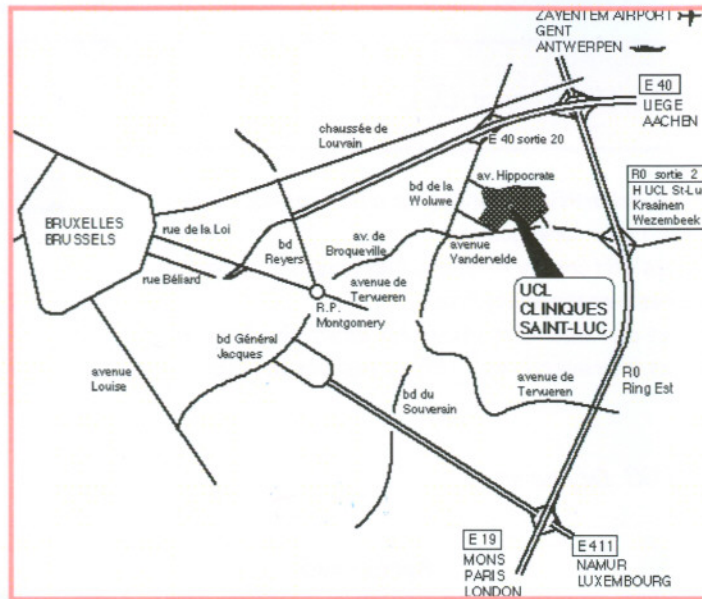 ZAVENTEM AIRPORT
GENT
ANTWERPEN
E 40
LIEGE
AACHEN
chaussée de
Louvain
E 40 sortie 20
av. Hippocrate
R0 sortie 2
H UCL St-Lu
Kraainem
Wezembeek
bd de la
Woluwe
BRUXELLES
BRUSSELS
rue de la Loi
bd
Reyers
av. de
Broqueville
avenue
Vandervelde
rue Béliard
avenue de
Tervueren
UCL
CLINIQUES
SAINT-LUC
R.P.
Montgomery
bd Général
Jacques
avenue
Louise
avenue de
Tervueren
R0
Ring Est
bd du
Souverain
E 19
MONS
PARIS
LONDON
E411
NAMUR
LUXEMBOURG